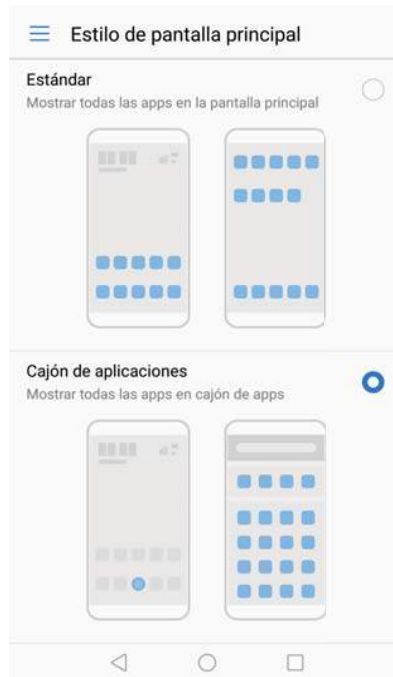 Estilo de pantalla principal
Estándar
Mostrar todas las apps en la pantalla principal
Cajón de aplicaciones
Mostrar todas las apps en cajón de apps